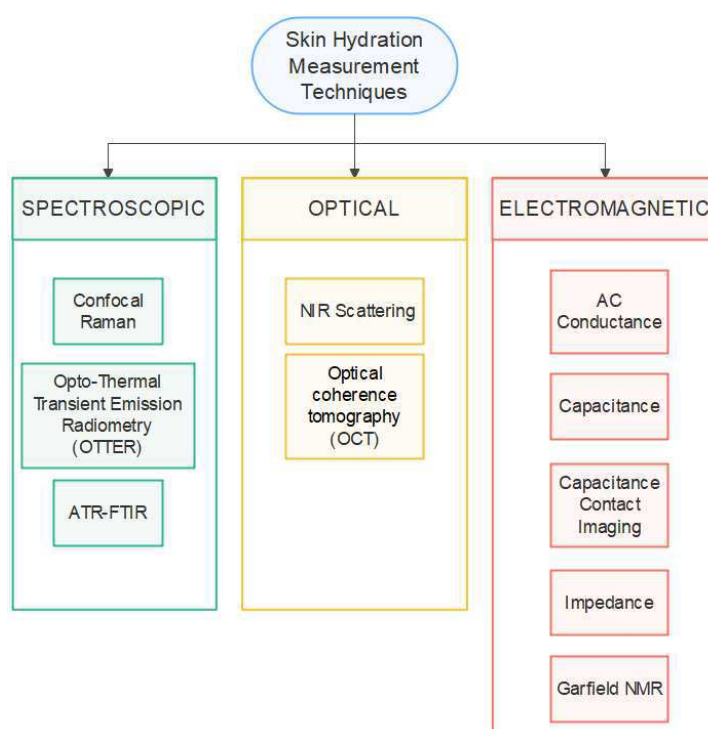 Skin Hydration
Measurement
Techniques
SPECTROSCOPIC
Confocal
Raman
Opto-Thermal
Transient Emission
Radiometry
(OTTER)
ATR-FTIR
OPTICAL
NIR Scattering
Optical
coherence
tomography
(OCT)
ELECTROMAGNETIC
AC
Conductance
Capacitance
Capacitance
Contact
Imaging
Impedance
Garfield NMR